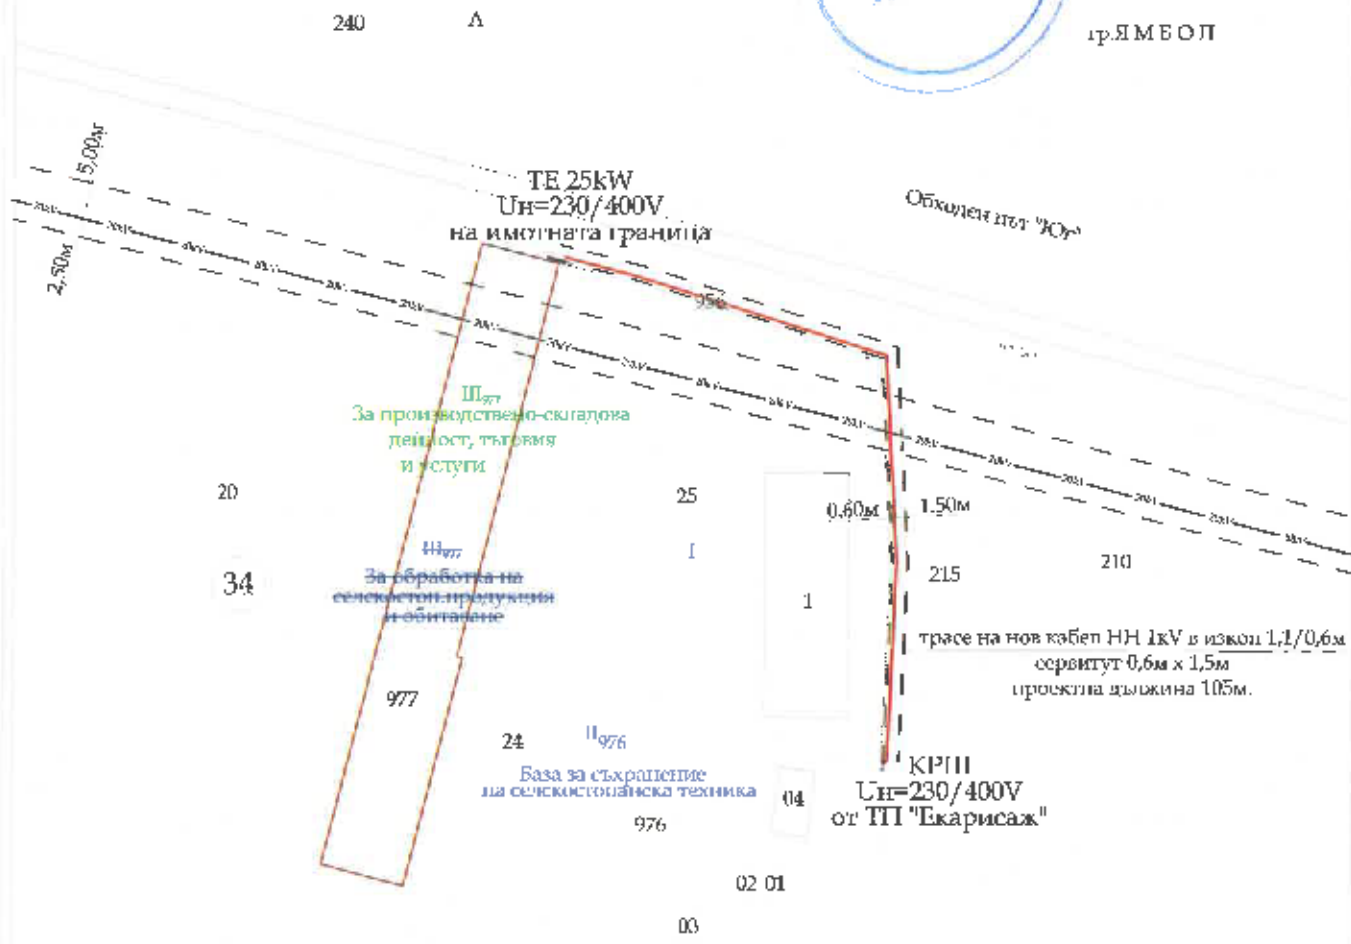 240
А
гр.ЯМБОЛ
15,00м
2,50м
ТЕ 25kW
Uн=230/400V
на имотната граница
Обходен път "Юг"
956
III977
За производствено-складова
дейност, търговия
и услуги
20
25
0,60м
1.50м
III977
I
34
За обработка на
селскостоп.продукция
и обитаване
215
210
1
трасе на нов кабел НН 1kV в изкоп 1,1/0,6м
сервитут 0,6м х 1,5м
проектна дължина 105м.
977
24
II976
База за съхранение
на селскостопанска техника
976
04
КРШ
Uн=230/400V
от ТП "Екарисаж"
02 01
03